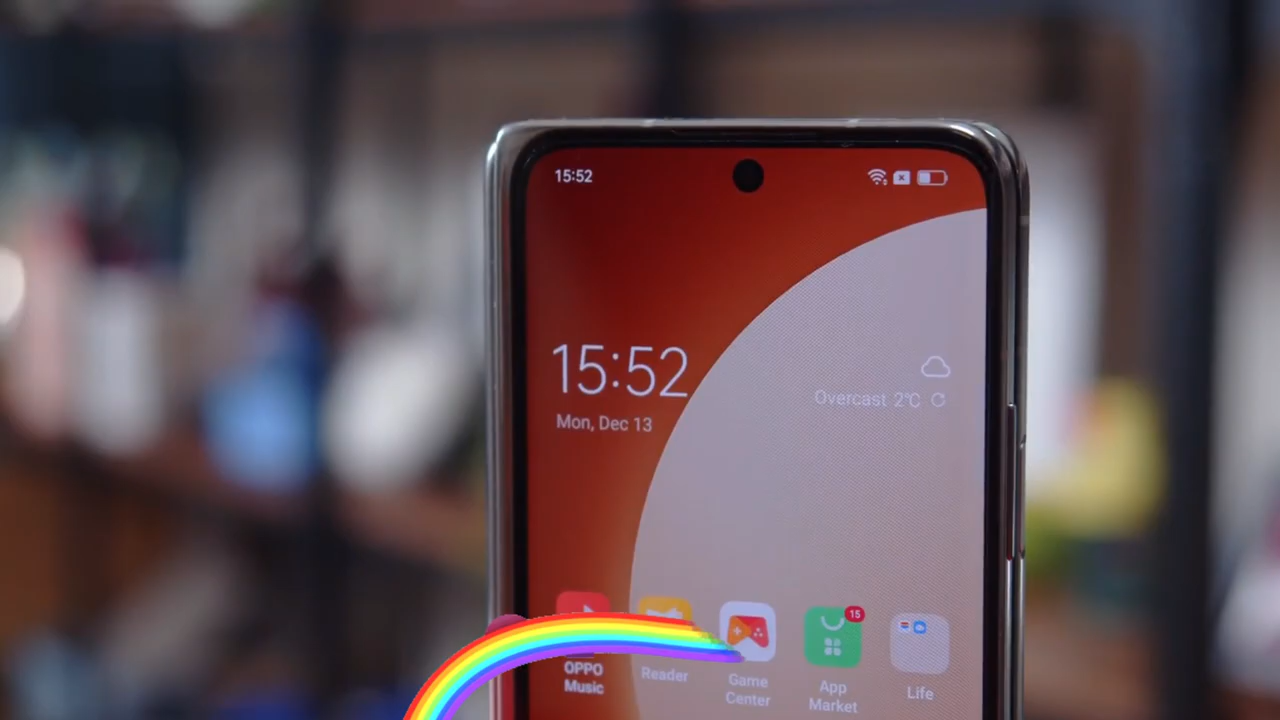 15:52
15:52
Mon, Dec 13
Overcast 2℃
15
OPPO
Music
Reader
Game
Center
App
Market
Life